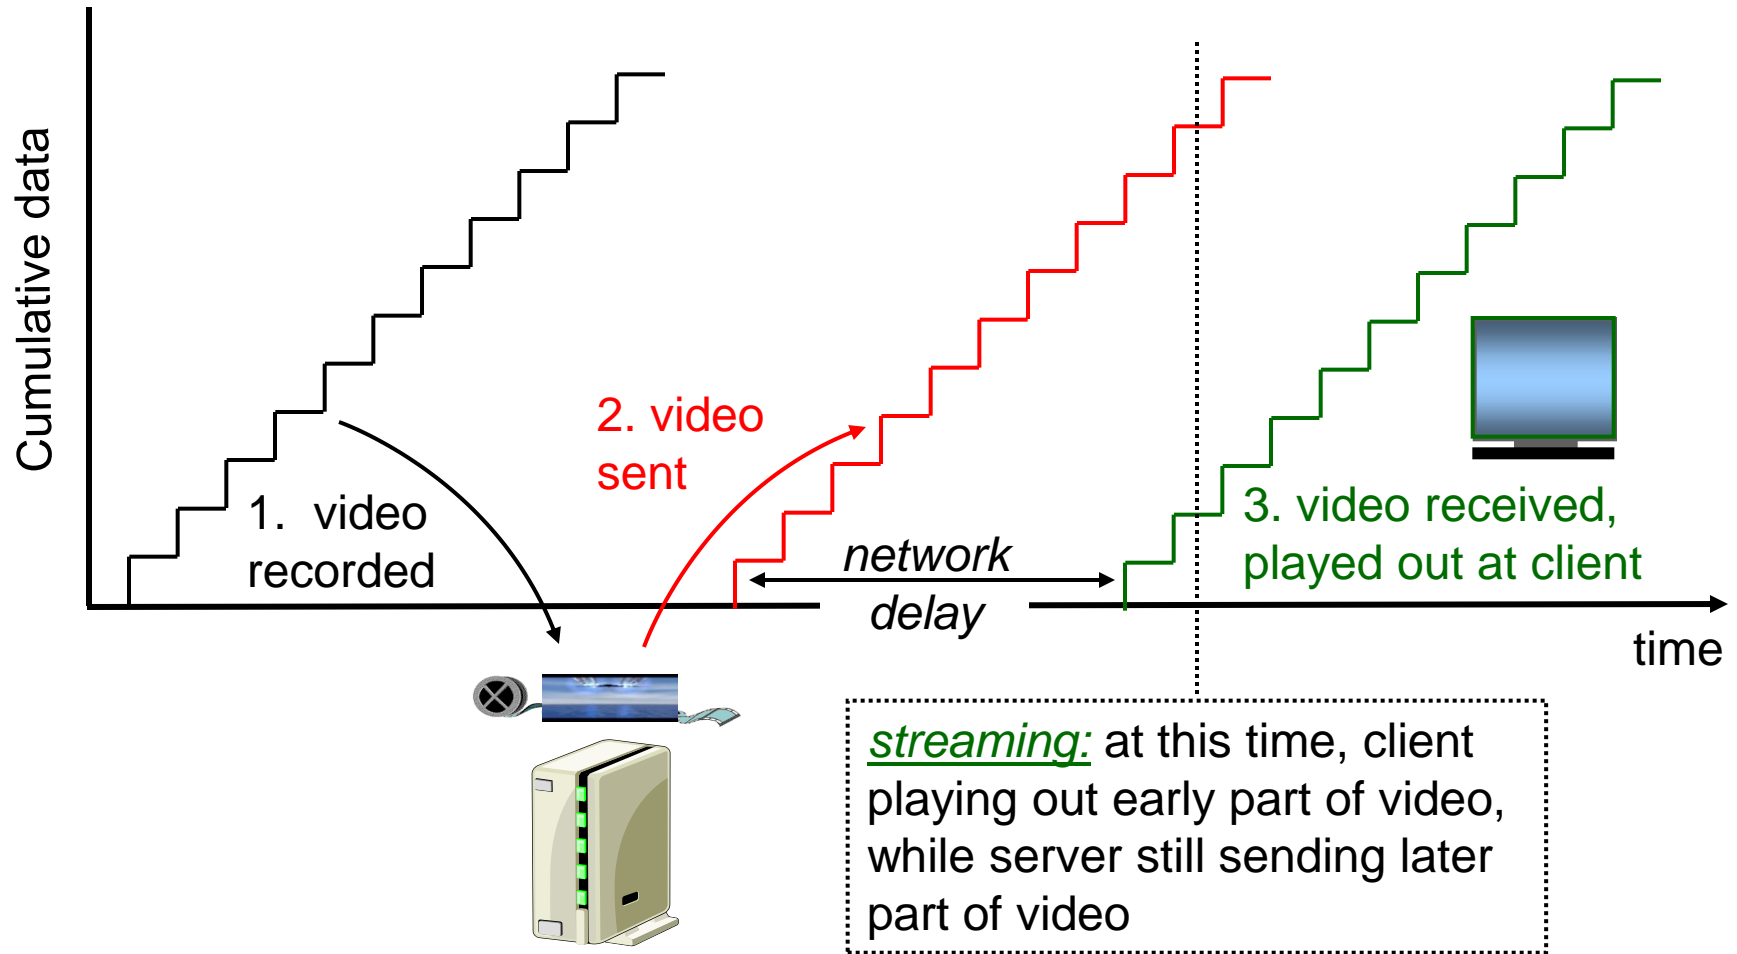 Cumulative data
1. video
recorded
2. video
sent
network
delay
3. video received,
played out at client
time
streaming: at this time, client
playing out early part of video,
while server still sending later
part of video